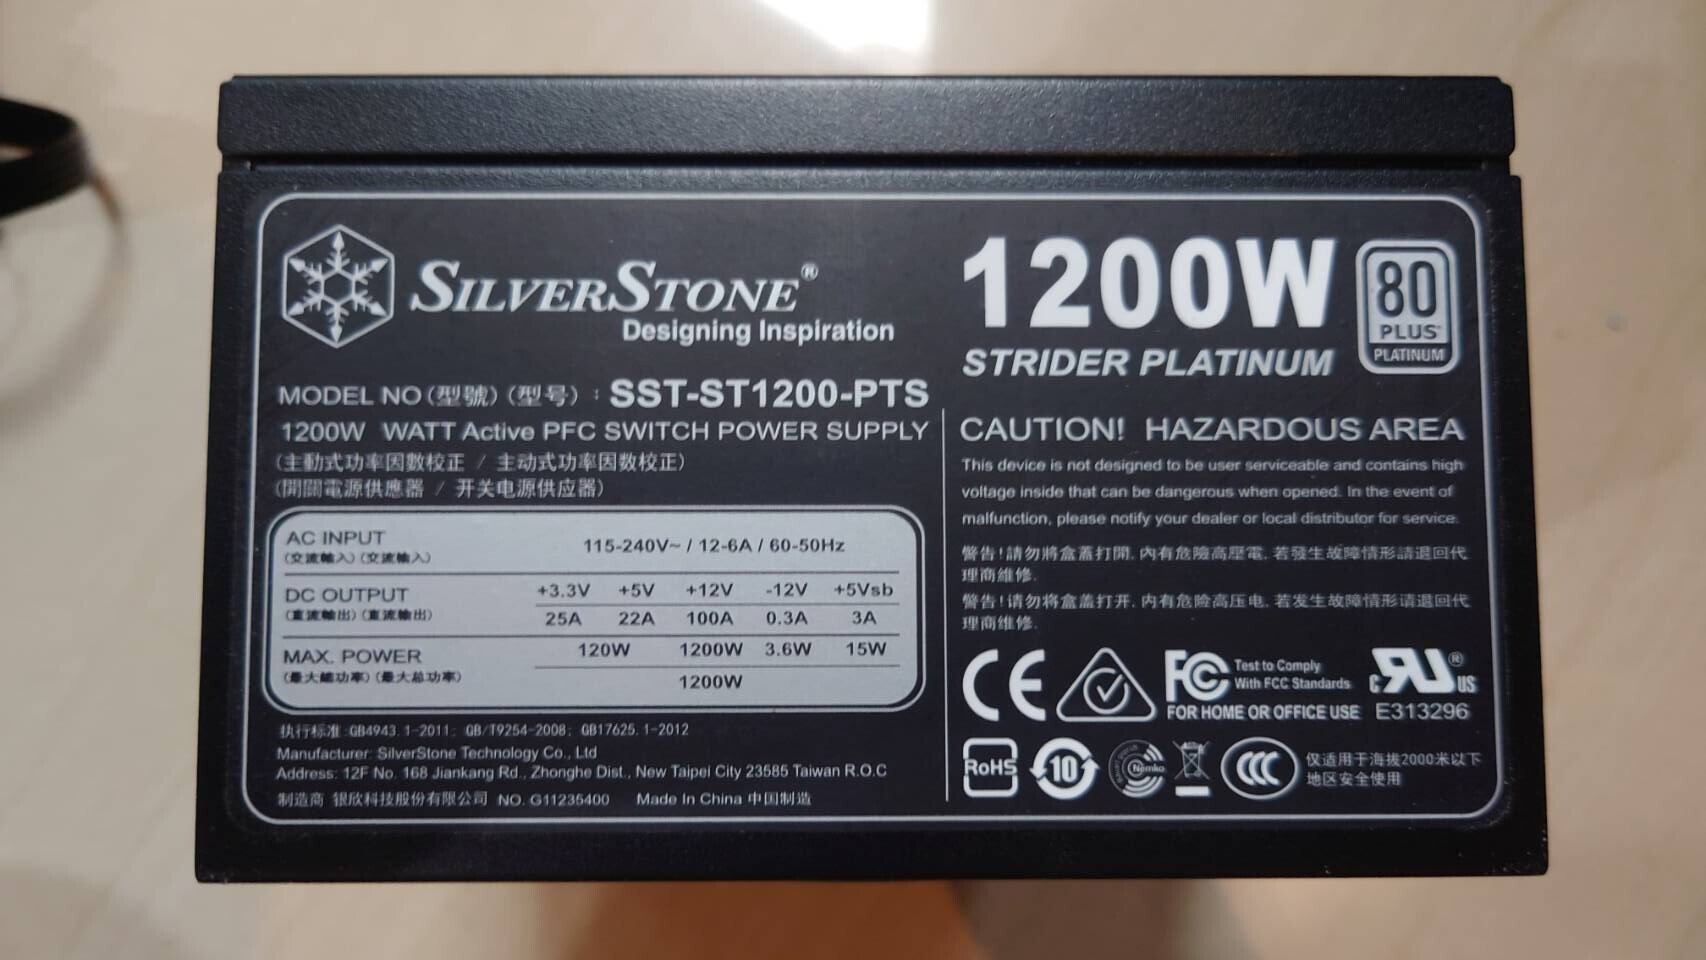 SILVERSTONE®
Designing Inspiration
MODEL NO(型號)(型号)：SST-ST1200-PTS
1200W WATT Active PFC SWITCH POWER SUPPLY
(主動式功率因數校正 / 主动式功率因数校正)
(開關電源供應器 / 开关电源供应器)
AC INPUT 115-240V~ / 12-6A / 60-50Hz
(交流輸入)(交流輸入)
DC OUTPUT +3.3V +5V +12V -12V +5Vsb
(直流輸出)(直流輸出) 25A 22A 100A 0.3A 3A
MAX. POWER 120W 1200W 3.6W 15W
(最大總功率)(最大总功率) 1200W
执行标准:GB4943.1-2011; GB/T9254-2008; GB17625.1-2012
Manufacturer: SilverStone Technology Co., Ltd
Address: 12F No. 168 Jiankang Rd., Zhonghe Dist., New Taipei City 23585 Taiwan R.O.C
制造商 银欣科技股份有限公司 NO. G11235400 Made In China 中国制造
1200W
STRIDER PLATINUM
80
PLUS
PLATINUM
CAUTION! HAZARDOUS AREA
This device is not designed to be user serviceable and contains high
voltage inside that can be dangerous when opened. In the event of
malfunction, please notify your dealer or local distributor for service.
警告!請勿將盒蓋打開. 內有危險高壓電. 若發生故障情形請退回代
理商維修.
警告!请勿将盒盖打开. 内有危险高压电. 若发生故障情形请退回代
理商维修.
CE
FC Test to Comply
With FCC Standards
FOR HOME OR OFFICE USE
c RU ® US
E313296
RoHS
10
Nemko
CCC
仅适用于海拔2000米以下
地区安全使用